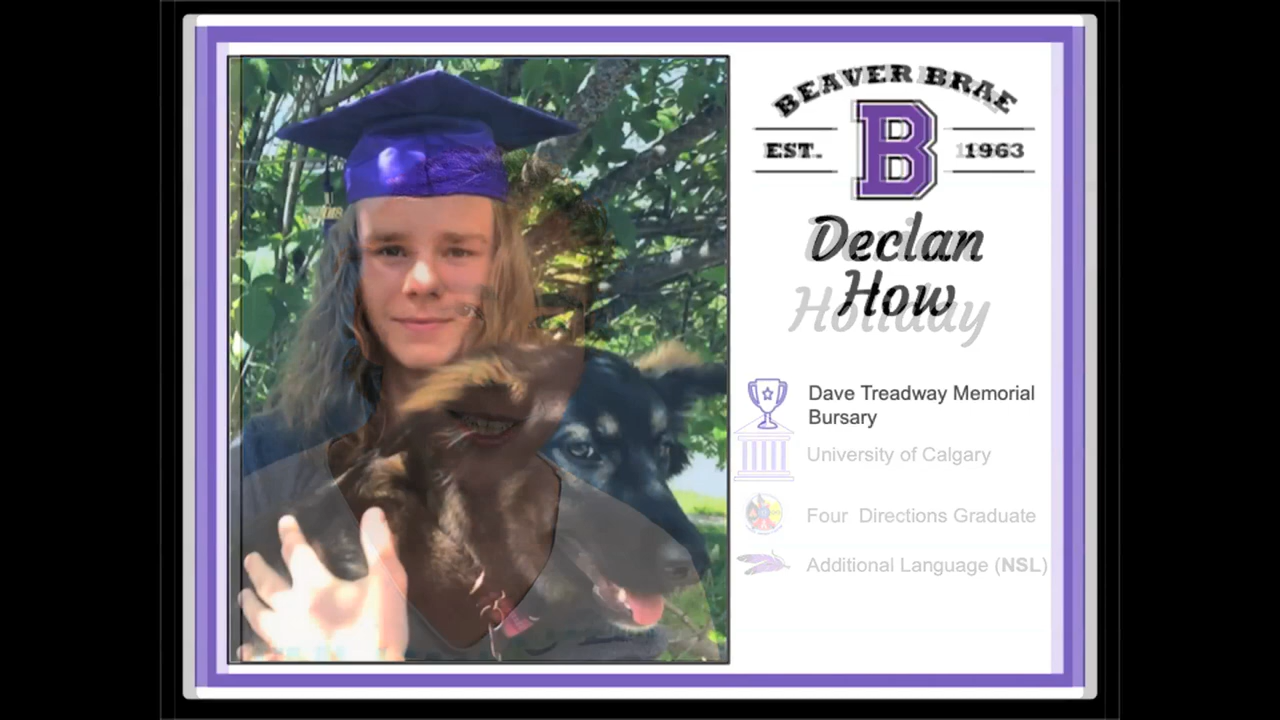 BEAVER BRAE
EST. B 1963
Declan
How
Holiday
Dave Treadway Memorial
Bursary
University of Calgary
Four Directions Graduate
Additional Language (NSL)